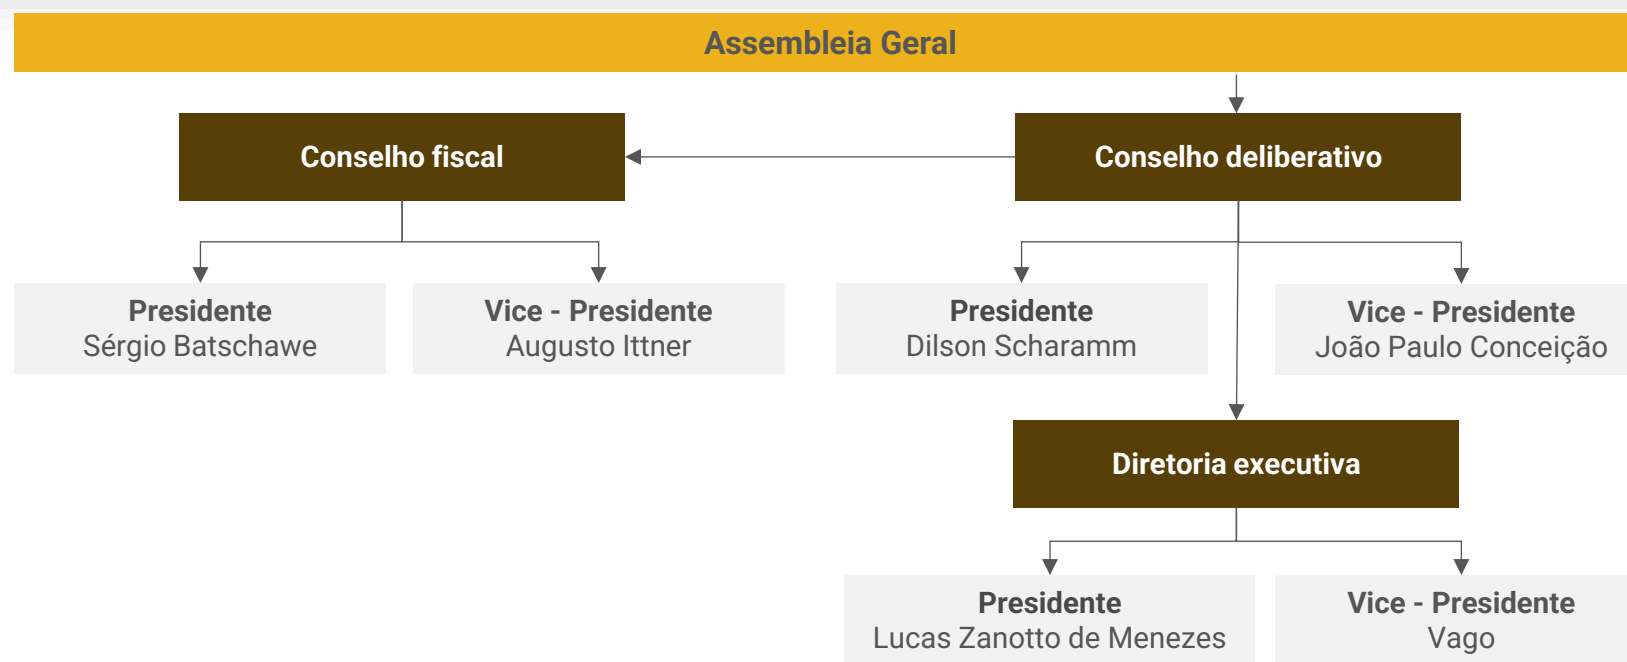 Assembleia Geral
Conselho fiscal
Conselho deliberativo
Presidente
Sérgio Batschawe
Vice - Presidente
Augusto Ittner
Presidente
Dilson Scharamm
Vice - Presidente
João Paulo Conceição
Diretoria executiva
Presidente
Lucas Zanotto de Menezes
Vice - Presidente
Vago